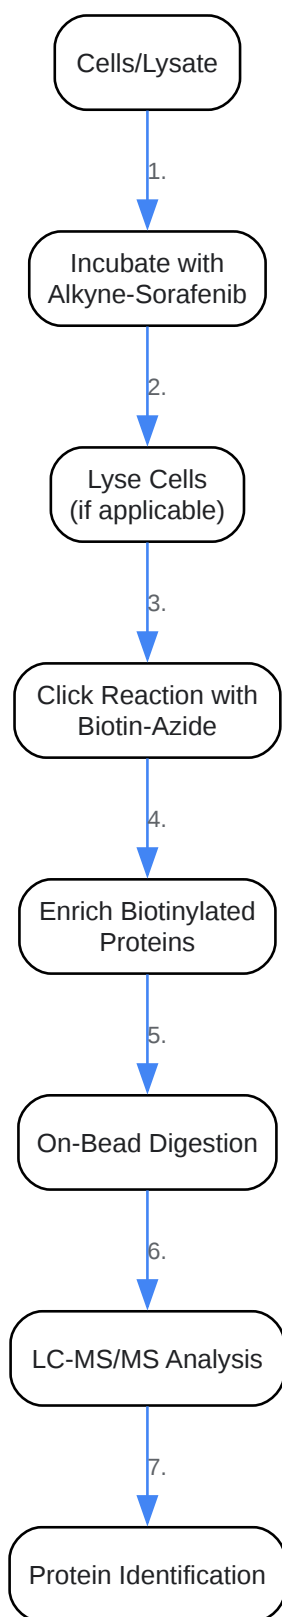 Cells/Lysate
1.
Incubate with
Alkyne-Sorafenib
2.
Lyse Cells
(if applicable)
3.
Click Reaction with
Biotin-Azide
4.
Enrich Biotinylated
Proteins
5.
On-Bead Digestion
6.
LC-MS/MS Analysis
7.
Protein Identification